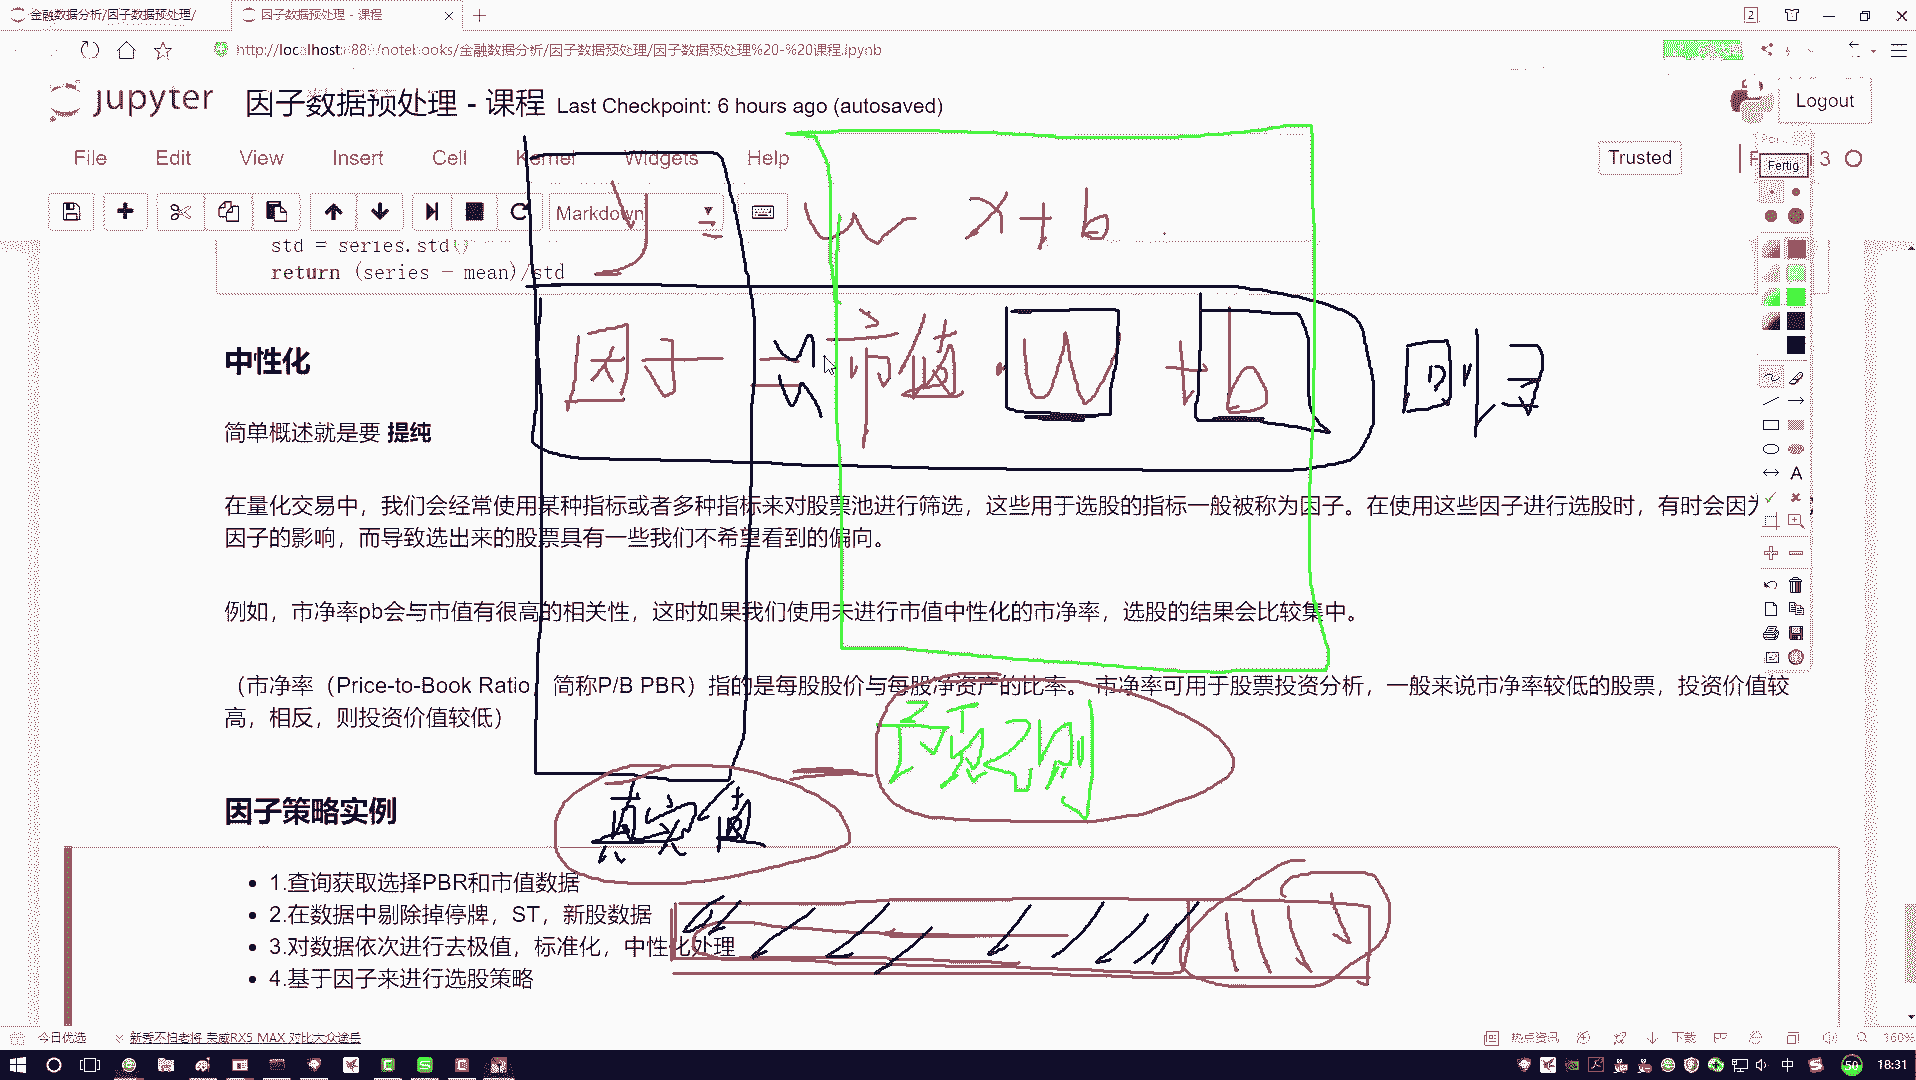 金融数据分析/因子数据预处理/
因子数据预处理 - 课程
2
http://localhost:889/notebooks/金融数据分析/因子数据预处理/因子数据预处理%20-%20课程.ipynb
jupyter 因子数据预处理 - 课程 Last Checkpoint: 6 hours ago (autosaved)
Logout
File Edit View Insert Cell Kernel Widgets Help
Trusted
3
Fertig
Markdown
y = w x + b
std = series.std()
return (series - mean)/std
因子 = 市值 · W + b
回归
中性化
简单概述就是要 提纯
在量化交易中，我们会经常使用某种指标或者多种指标来对股票池进行筛选，这些用于选股的指标一般被称为因子。在使用这些因子进行选股时，有时会因为
因子的影响，而导致选出来的股票具有一些我们不希望看到的偏向。
例如，市净率pb会与市值有很高的相关性，这时如果我们使用未进行市值中性化的市净率，选股的结果会比较集中。
（市净率（Price-to-Book Ratio，简称P/B PBR）指的是每股股价与每股净资产的比率。 市净率可用于股票投资分析，一般来说市净率较低的股票，投资价值较
高，相反，则投资价值较低）
真实值 - 预测
因子策略实例
1.查询获取选择PBR和市值数据
2.在数据中剔除掉停牌，ST，新股数据
3.对数据依次进行去极值，标准化，中性化处理
4.基于因子来进行选股策略
今日优选
热点资讯
下载
160%
中
50
18:31